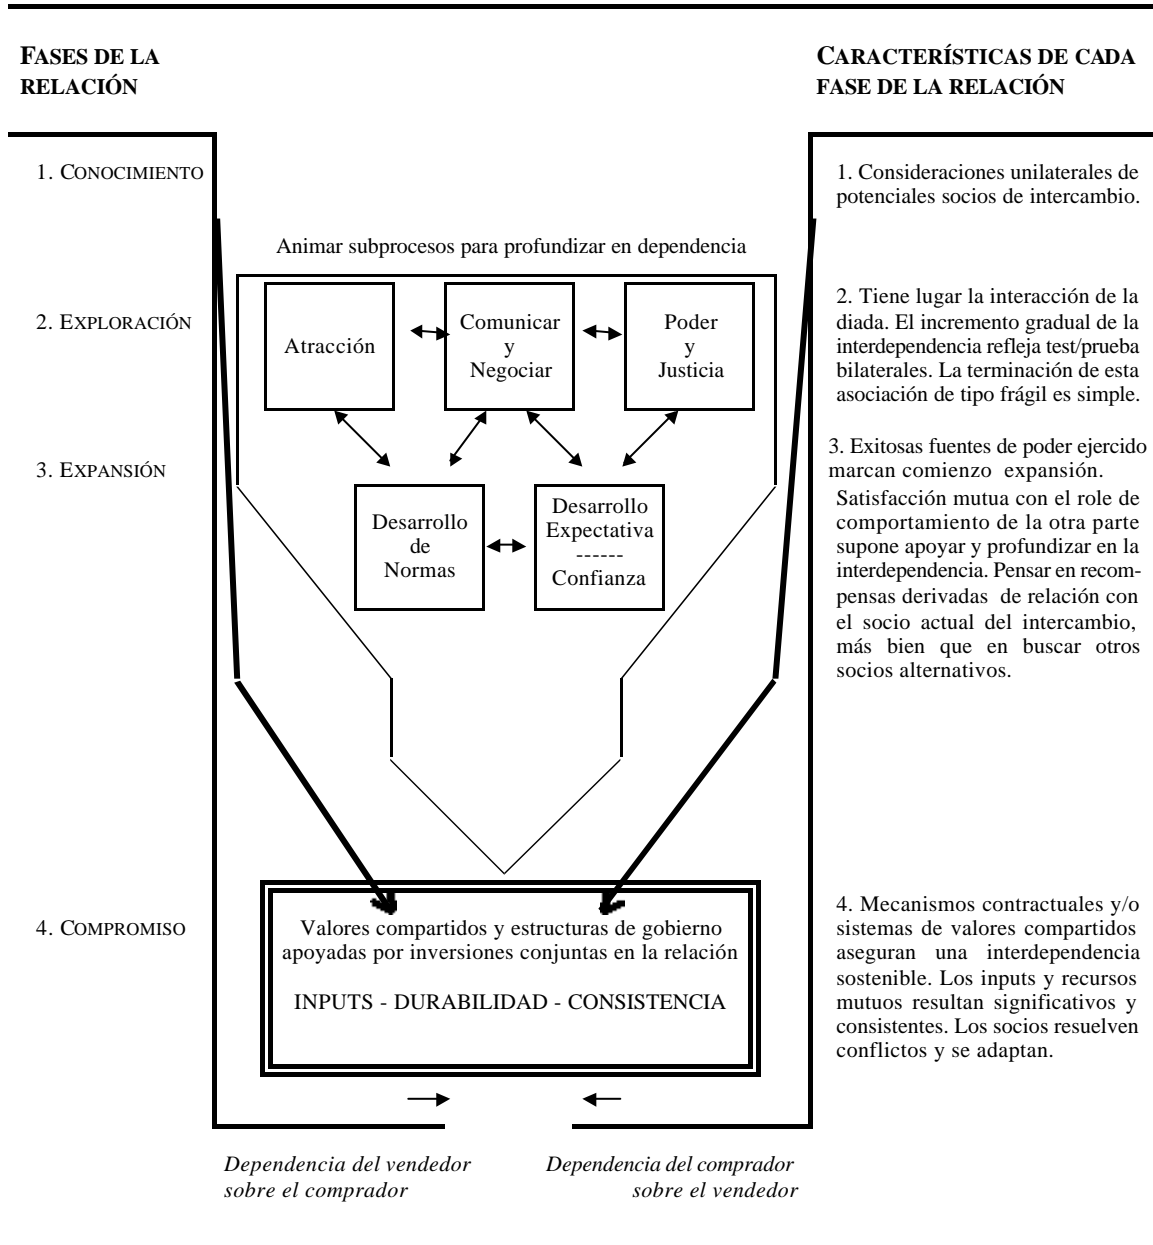 FASES DE LA
RELACIÓN
CARACTERÍSTICAS DE CADA
FASE DE LA RELACIÓN
1. CONOCIMIENTO
1. Consideraciones unilaterales de
potenciales socios de intercambio.
Animar subprocesos para profundizar en dependencia
2. EXPLORACIÓN
Atracción
Comunicar
y
Negociar
Poder
y
Justicia
2. Tiene lugar la interacción de la
diada. El incremento gradual de la
interdependencia refleja test/prueba
bilaterales. La terminación de esta
asociación de tipo frágil es simple.
3. EXPANSIÓN
Desarrollo
de
Normas
Desarrollo
Expectativa
------
Confianza
3. Exitosas fuentes de poder ejercido
marcan comienzo expansión.
Satisfacción mutua con el role de
comportamiento de la otra parte
supone apoyar y profundizar en la
interdependencia. Pensar en recom-
pensas derivadas de relación con
el socio actual del intercambio,
más bien que en buscar otros
socios alternativos.
4. COMPROMISO
Valores compartidos y estructuras de gobierno
apoyadas por inversiones conjuntas en la relación
INPUTS - DURABILIDAD - CONSISTENCIA
4. Mecanismos contractuales y/o
sistemas de valores compartidos
aseguran una interdependencia
sostenible. Los inputs y recursos
mutuos resultan significativos y
consistentes. Los socios resuelven
conflictos y se adaptan.
Dependencia del vendedor
sobre el comprador
Dependencia del comprador
sobre el vendedor